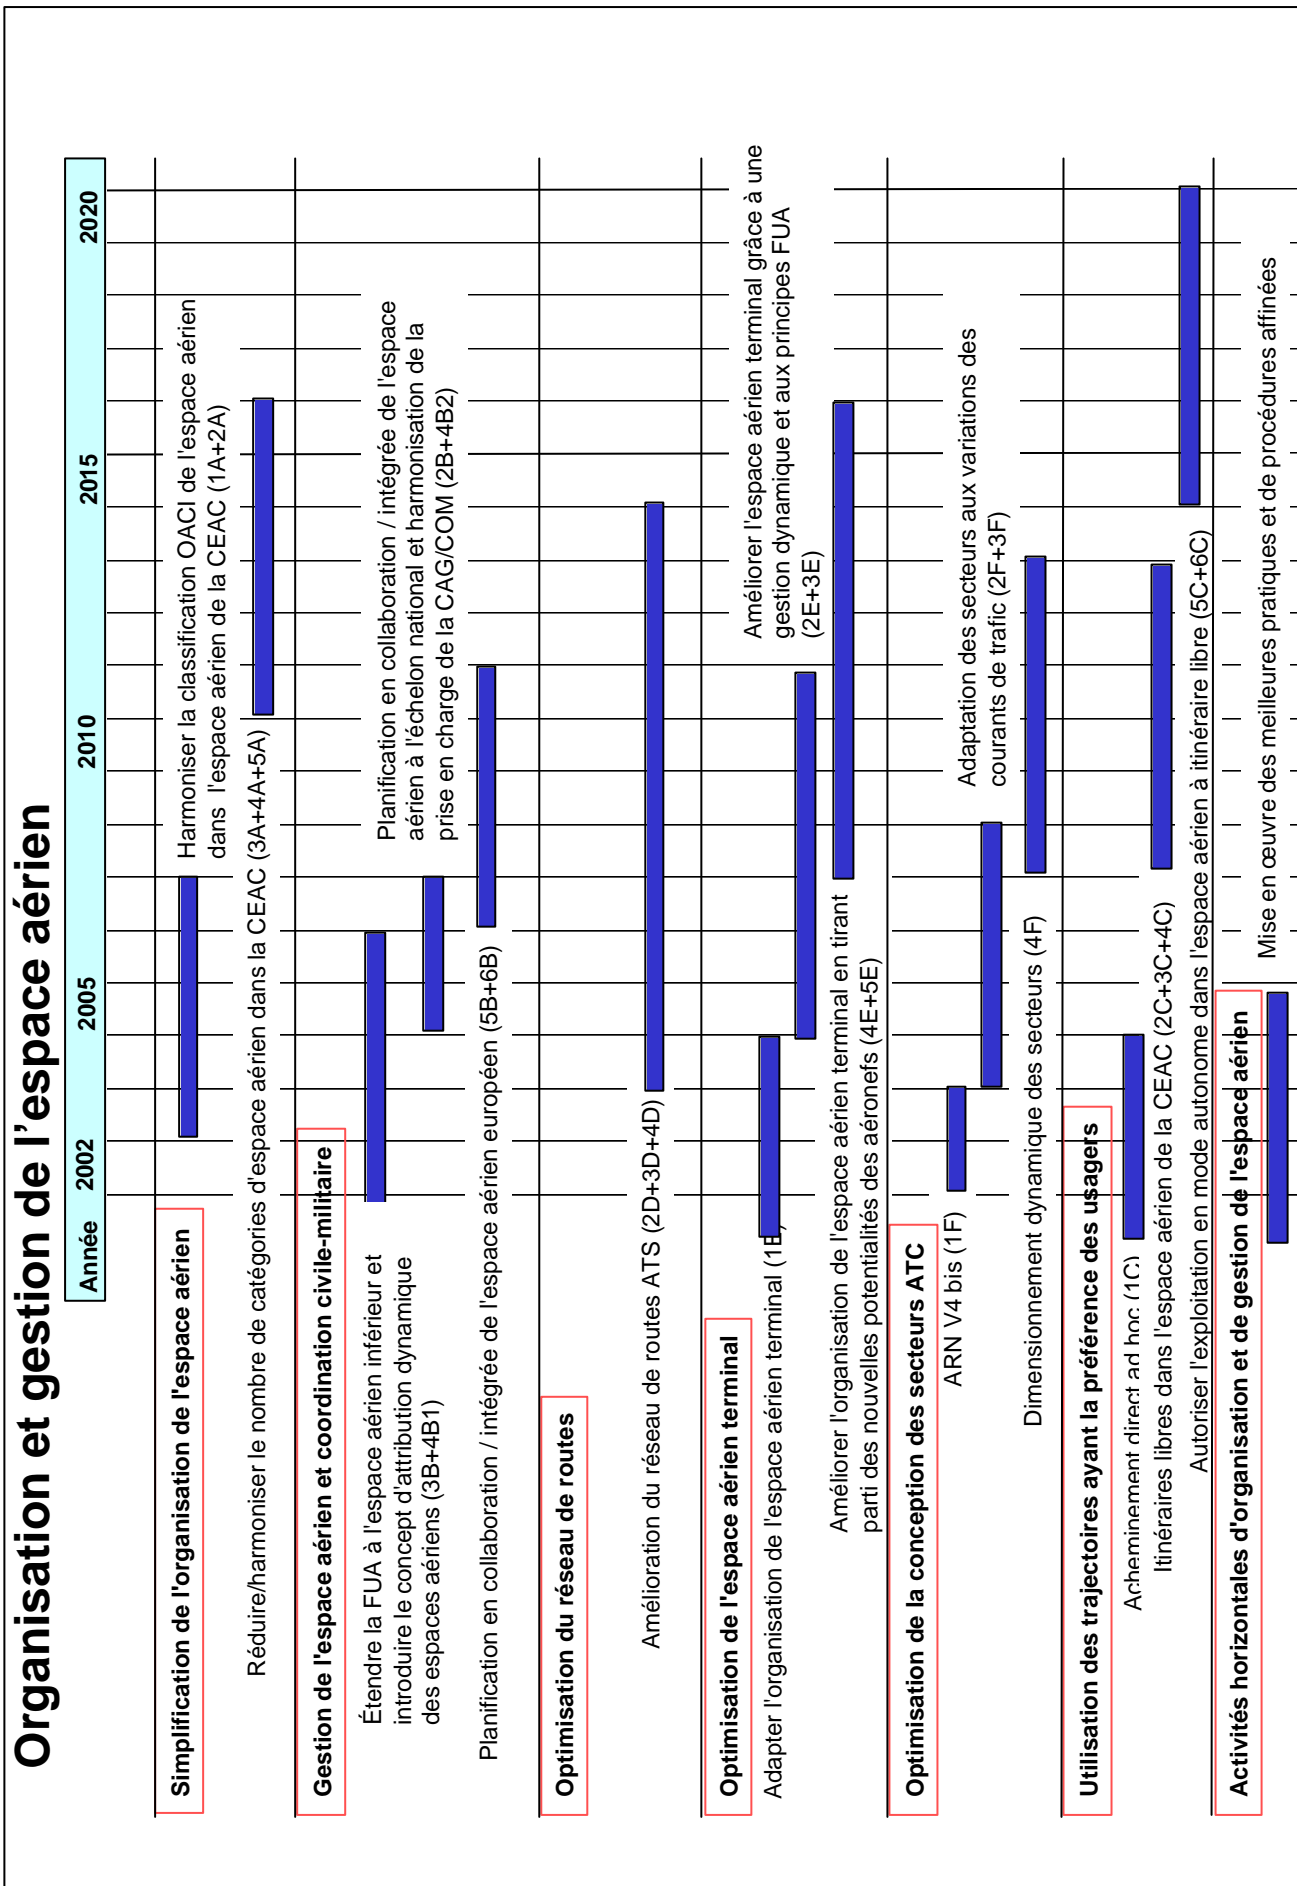 Organisation et gestion de l'espace aérien
Année 2002 2005 2010 2015 2020
Simplification de l'organisation de l'espace aérien
Harmoniser la classification OACI de l'espace aérien
dans l'espace aérien de la CEAC (1A+2A)
Réduire/harmoniser le nombre de catégories d'espace aérien dans la CEAC (3A+4A+5A)
Gestion de l'espace aérien et coordination civile-militaire
Étendre la FUA à l'espace aérien inférieur et
introduire le concept d'attribution dynamique
des espaces aériens (3B+4B1)
Planification en collaboration / intégrée de l'espace
aérien à l'échelon national et harmonisation de la
prise en charge de la CAG/COM (2B+4B2)
Planification en collaboration / intégrée de l'espace aérien européen (5B+6B)
Optimisation du réseau de routes
Amélioration du réseau de routes ATS (2D+3D+4D)
Optimisation de l'espace aérien terminal
Adapter l'organisation de l'espace aérien terminal (1E)
Améliorer l'espace aérien terminal grâce à une
gestion dynamique et aux principes FUA
(2E+3E)
Améliorer l'organisation de l'espace aérien terminal en tirant
parti des nouvelles potentialités des aéronefs (4E+5E)
Optimisation de la conception des secteurs ATC
ARN V4 bis (1F)
Adaptation des secteurs aux variations des
courants de trafic (2F+3F)
Dimensionnement dynamique des secteurs (4F)
Utilisation des trajectoires ayant la préférence des usagers
Acheminement direct ad hoc (1C)
Itinéraires libres dans l'espace aérien de la CEAC (2C+3C+4C)
Autoriser l'exploitation en mode autonome dans l'espace aérien à itinéraire libre (5C+6C)
Activités horizontales d'organisation et de gestion de l'espace aérien
Mise en œuvre des meilleures pratiques et de procédures affinées